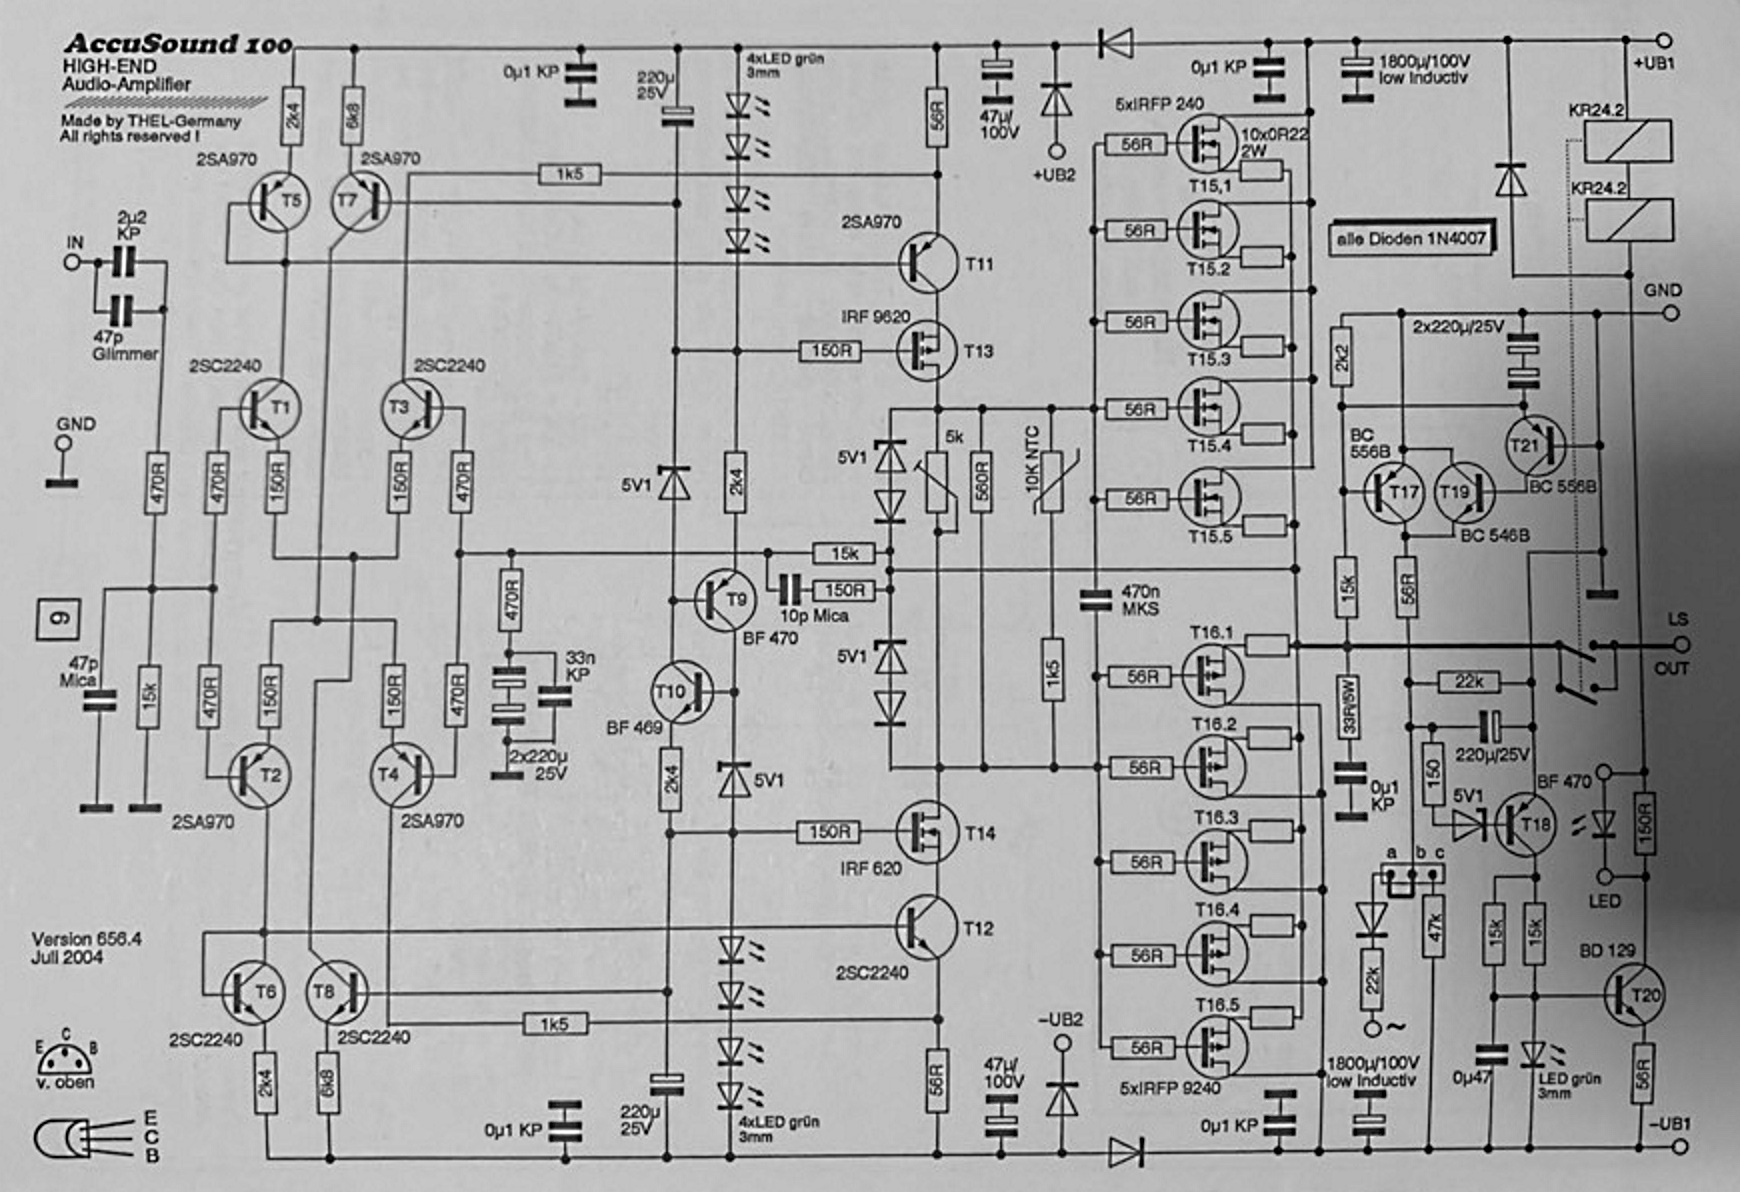 AccuSound 100
HIGH-END
Audio-Amplifier
Made by THEL-Germany
All rights reserved !
2k4
6k8
0µ1 KP
220µ
25V
4xLED grün
3mm
56R
47µ/
100V
+UB2
0µ1 KP
1800µ/100V
low Inductiv
+UB1
5xIRFP 240
56R
10x0R22
2W
T15,1
KR24.2
KR24.2
2SA970
T5
2SA970
T7
1k5
2SA970
T11
56R
T15.2
alle Dioden 1N4007
IN
2µ2
KP
47p
Glimmer
IRF 9620
150R
T13
56R
T15.3
GND
2x220µ/25V
2k2
2SC2240
T1
2SC2240
T3
56R
T15.4
GND
470R
470R
150R
150R
470R
5V1
2k4
5V1
5k
560R
10K NTC
56R
T15.5
BC
556B
T17
T19
T21
BC 556B
BC 546B
15k
150R
10p Mica
470R
T9
BF 470
470n
MKS
15k
56R
9
47p
Mica
15k
470R
150R
150R
470R
33n
KP
2x220µ
25V
T10
BF 469
5V1
1k5
T16.1
56R
LS
OUT
33R/5W
22k
220µ/25V
T2
2SA970
T4
2SA970
2k4
5V1
T16.2
56R
0µ1
KP
150
5V1
BF 470
T18
150R
LED
150R
T14
IRF 620
T16.3
56R
a b c
47k
15k
15k
22k
~
T12
2SC2240
T16.4
56R
BD 129
T20
Version 656.4
Juli 2004
T6
2SC2240
T8
2SC2240
1k5
T16.5
56R
5xIRFP 9240
-UB2
47µ/
100V
C
E B
v. oben
2k4
6k8
0µ1 KP
220µ
25V
4xLED grün
3mm
56R
0µ1 KP
1800µ/100V
low Inductiv
0µ47
LED grün
3mm
56R
-UB1
E
C
B